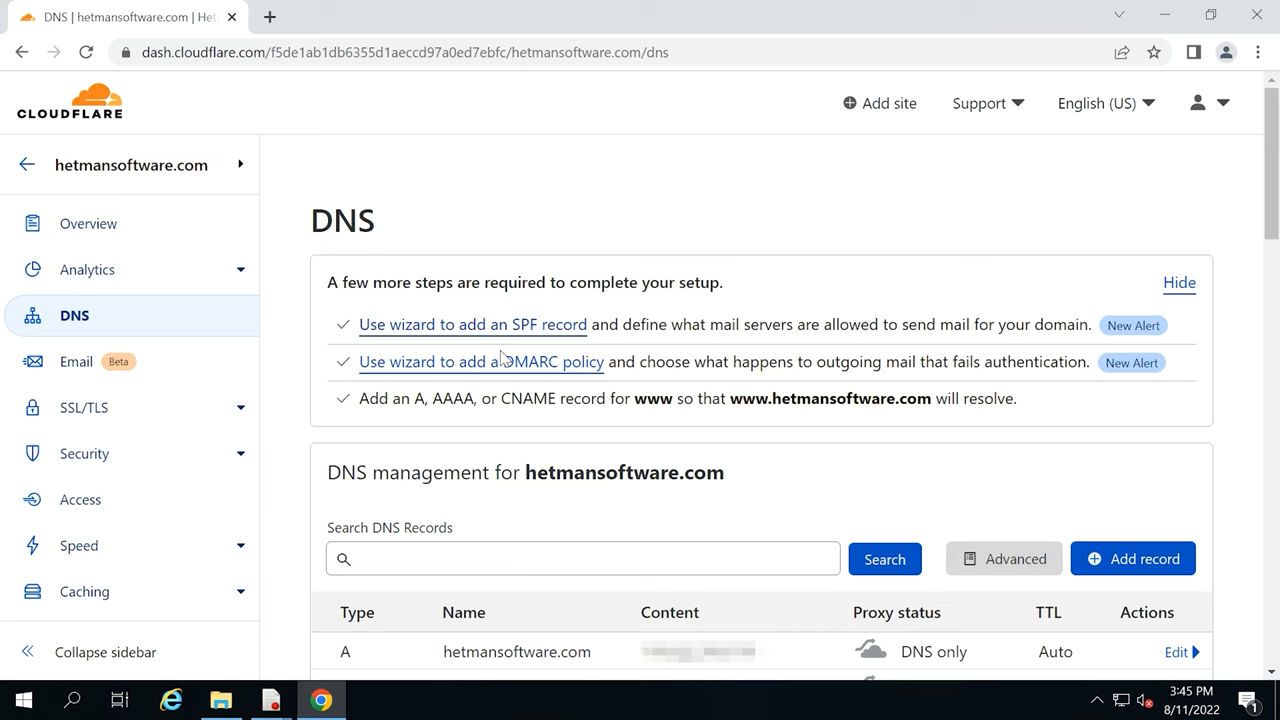 DNS | hetmansoftware.com | Het
dash.cloudflare.com/f5de1ab1db6355d1aeccd97a0ed7ebfc/hetmansoftware.com/dns
CLOUDFLARE
Add site
Support
English (US)
hetmansoftware.com
Overview
Analytics
DNS
Email Beta
SSL/TLS
Security
Access
Speed
Caching
Collapse sidebar
DNS
A few more steps are required to complete your setup.
Hide
Use wizard to add an SPF record and define what mail servers are allowed to send mail for your domain. New Alert
Use wizard to add a DMARC policy and choose what happens to outgoing mail that fails authentication. New Alert
Add an A, AAAA, or CNAME record for www so that www.hetmansoftware.com will resolve.
DNS management for hetmansoftware.com
Search DNS Records
Search
Advanced
Add record
Type Name Content Proxy status TTL Actions
A hetmansoftware.com DNS only Auto Edit
3:45 PM
8/11/2022
1